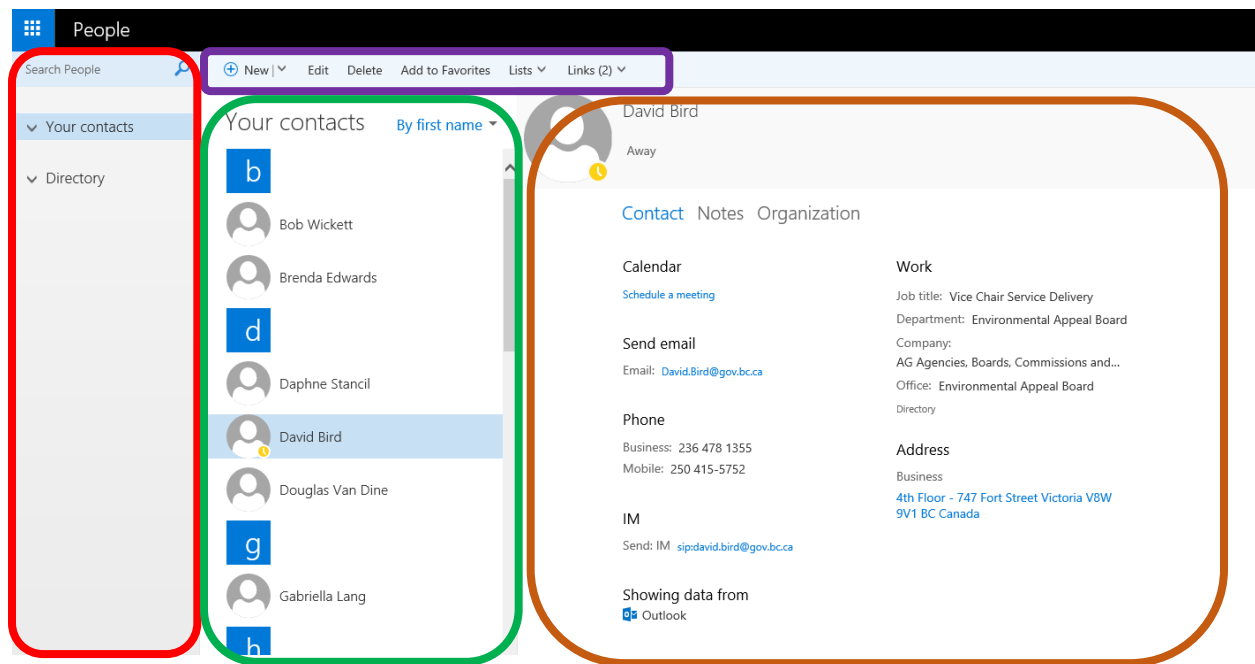 People
Search People
New | Edit Delete Add to Favorites Lists Links (2)
Your contacts
Directory
Your contacts By first name
b
Bob Wickett
Brenda Edwards
d
Daphne Stancil
David Bird
Douglas Van Dine
g
Gabriella Lang
h
David Bird
Away
Contact Notes Organization
Calendar
Schedule a meeting
Send email
Email: David.Bird@gov.bc.ca
Phone
Business: 236 478 1355
Mobile: 250 415-5752
IM
Send: IM sip:david.bird@gov.bc.ca
Showing data from
Outlook
Work
Job title: Vice Chair Service Delivery
Department: Environmental Appeal Board
Company:
AG Agencies, Boards, Commissions and...
Office: Environmental Appeal Board
Directory
Address
Business
4th Floor - 747 Fort Street Victoria V8W
9V1 BC Canada